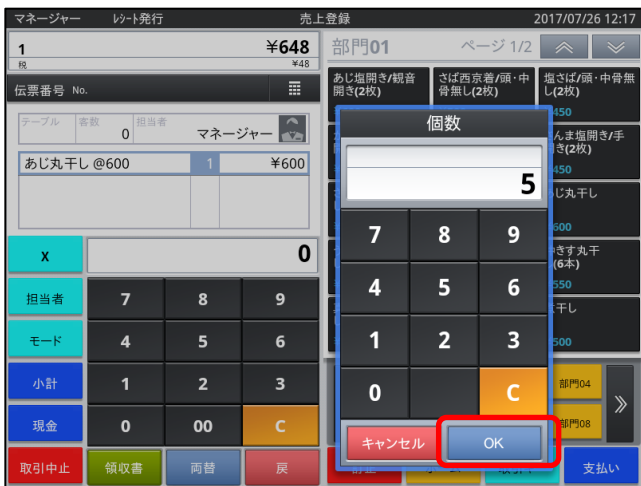 マネージャー レシート発行 売上登録 2017/07/26 12:17
1 ¥648
税 ¥48
伝票番号 No.
テーブル 客数 0 担当者 マネージャー
あじ丸干し @600 1 ¥600
X 0
担当者 7 8 9
モード 4 5 6
小計 1 2 3
現金 0 00 C
取引中止 領収書 両替 戻
部門01 ページ 1/2
あじ塩開き/観音開き(2枚)
さば西京着/頭・中骨無し(2枚)
塩さば/頭・中骨無し(2枚)
450
んま塩開き/手
き(2枚)
450
じ丸干し
600
きす丸干
(6本)
550
干し
500
部門04
部門08
支払い
個数
5
7 8 9
4 5 6
1 2 3
0 C
キャンセル OK